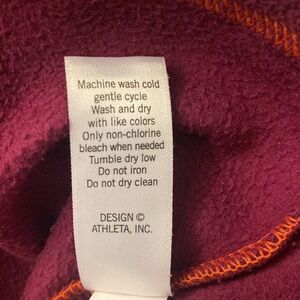 Machine wash cold
gentle cycle
Wash and dry
with like colors
Only non-chlorine
bleach when needed
Tumble dry low
Do not iron
Do not dry clean
DESIGN ©
ATHLETA, INC.